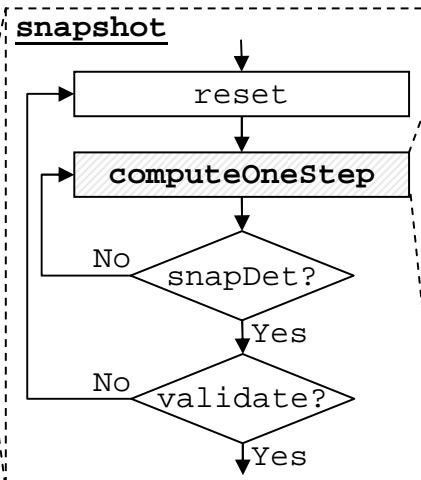 snapshot
reset
computeOneStep
No
snapDet?
Yes
No
validate?
Yes